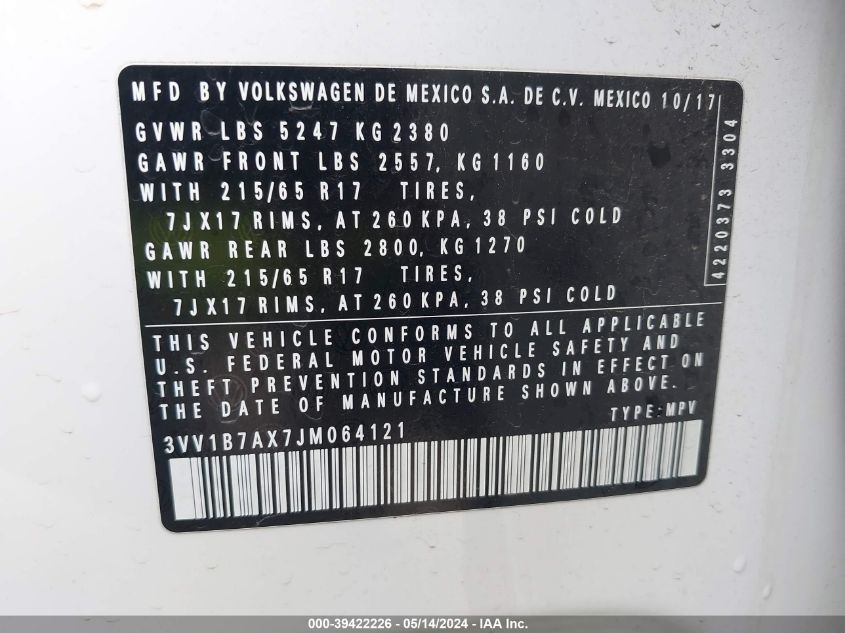 MFD BY VOLKSWAGEN DE MEXICO S.A. DE C.V. MEXICO 10/17
GVWR LBS 5247 KG 2380
GAWR FRONT LBS 2557, KG 1160
WITH 215/65 R17 TIRES,
7JX17 RIMS, AT 260 KPA, 38 PSI COLD
GAWR REAR LBS 2800, KG 1270
WITH 215/65 R17 TIRES,
7JX17 RIMS, AT 260 KPA, 38 PSI COLD
4220373 3304
THIS VEHICLE CONFORMS TO ALL APPLICABLE
U.S. FEDERAL MOTOR VEHICLE SAFETY AND
THEFT PREVENTION STANDARDS IN EFFECT ON
THE DATE OF MANUFACTURE SHOWN ABOVE.
3VV1B7AX7JM064121 TYPE: MPV
000-39422226 - 05/14/2024 - IAA Inc.